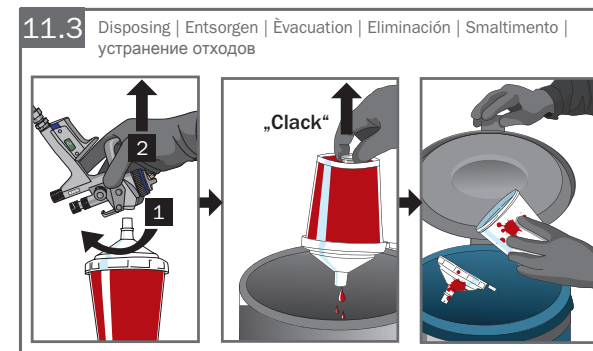 11.3
Disposing | Entsorgen | Èvacuation | Eliminación | Smaltimento |
устранение отходов
2
1
„Clack“